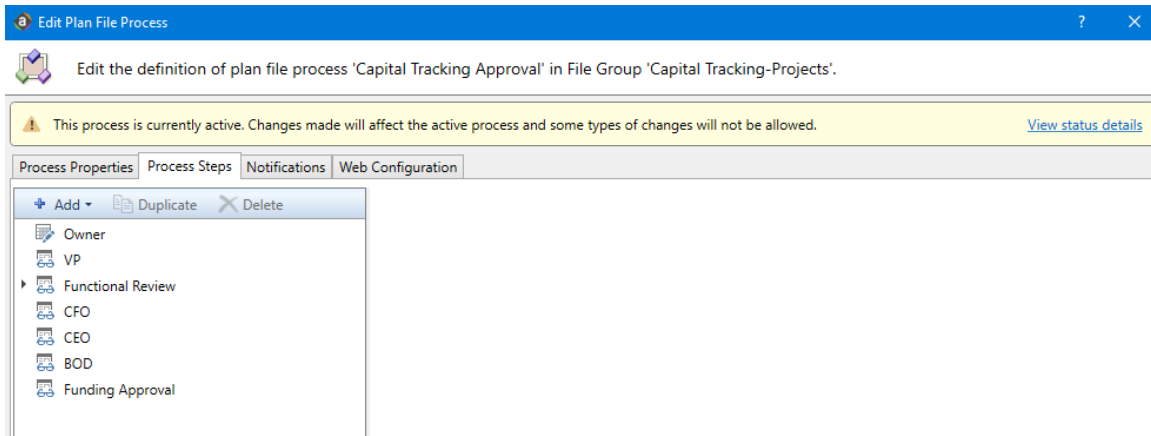 Edit Plan File Process ?
Edit the definition of plan file process 'Capital Tracking Approval' in File Group 'Capital Tracking-Projects'.
This process is currently active. Changes made will affect the active process and some types of changes will not be allowed. View status details
Process Properties Process Steps Notifications Web Configuration
Add Duplicate Delete
Owner
VP
Functional Review
CFO
CEO
BOD
Funding Approval